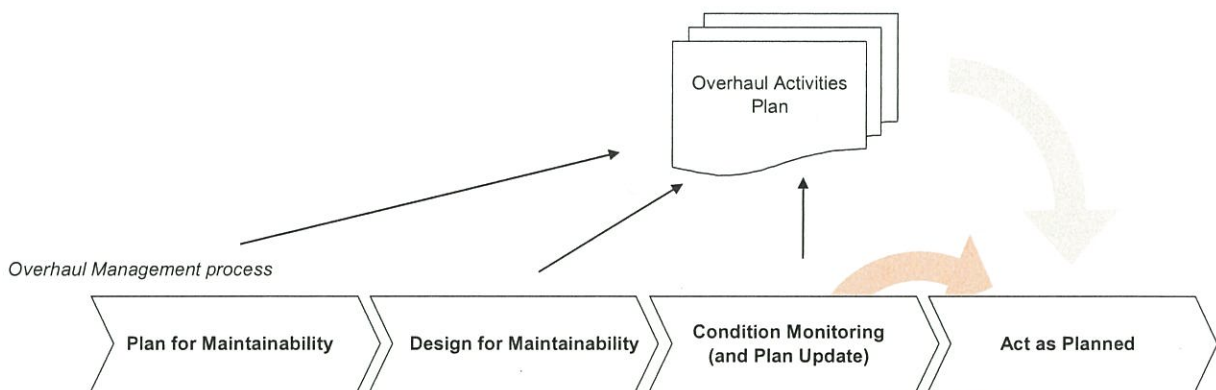 Overhaul Activities
Plan
Overhaul Management process
Plan for Maintainability
Design for Maintainability
Condition Monitoring
(and Plan Update)
Act as Planned